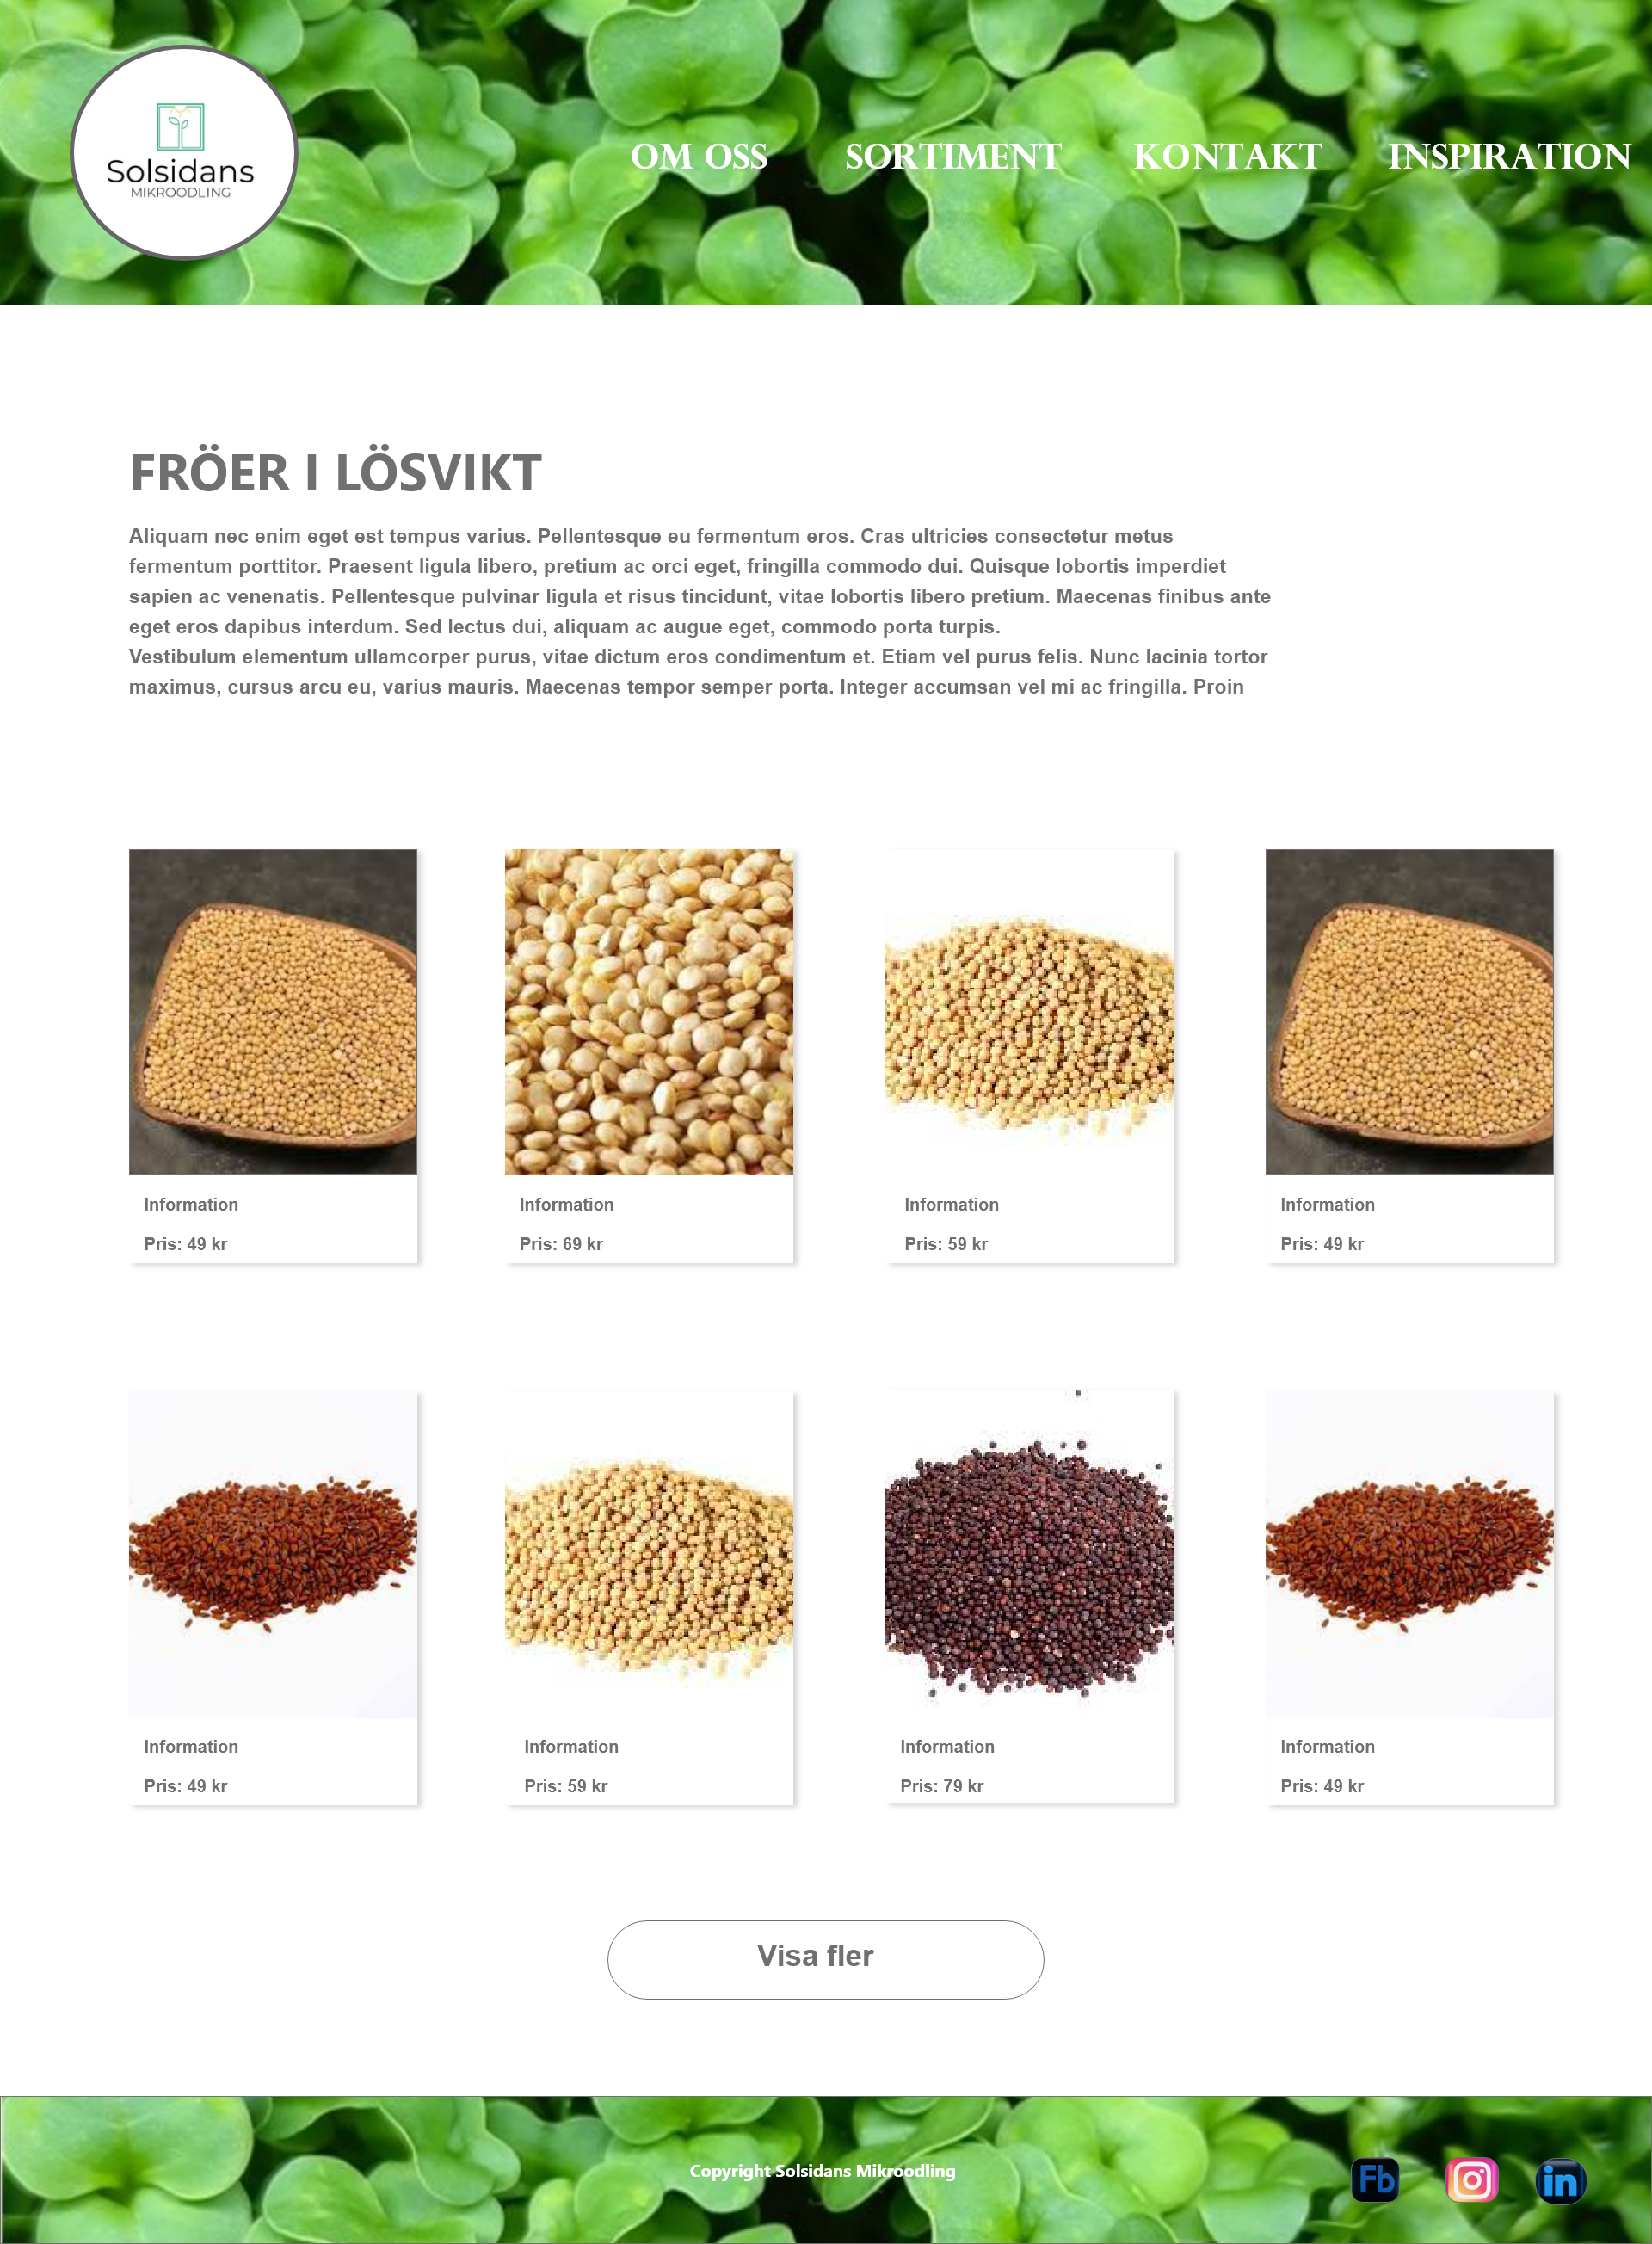 Solsidans
MIKROODLING
OM OSS SORTIMENT KONTAKT INSPIRATION
FRÖER I LÖSVIKT
Aliquam nec enim eget est tempus varius. Pellentesque eu fermentum eros. Cras ultricies consectetur metus
fermentum porttitor. Praesent ligula libero, pretium ac orci eget, fringilla commodo dui. Quisque lobortis imperdiet
sapien ac venenatis. Pellentesque pulvinar ligula et risus tincidunt, vitae lobortis libero pretium. Maecenas finibus ante
eget eros dapibus interdum. Sed lectus dui, aliquam ac augue eget, commodo porta turpis.
Vestibulum elementum ullamcorper purus, vitae dictum eros condimentum et. Etiam vel purus felis. Nunc lacinia tortor
maximus, cursus arcu eu, varius mauris. Maecenas tempor semper porta. Integer accumsan vel mi ac fringilla. Proin
Information
Pris: 49 kr
Information
Pris: 69 kr
Information
Pris: 59 kr
Information
Pris: 49 kr
Information
Pris: 49 kr
Information
Pris: 59 kr
Information
Pris: 79 kr
Information
Pris: 49 kr
Visa fler
Copyright Solsidans Mikroodling
Fb
in